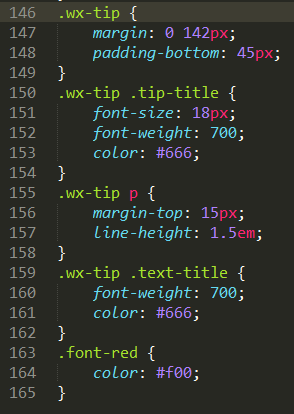 146 .wx-tip {
147     margin: 0 142px;
148     padding-bottom: 45px;
149 }
150 .wx-tip .tip-title {
151     font-size: 18px;
152     font-weight: 700;
153     color: #666;
154 }
155 .wx-tip p {
156     margin-top: 15px;
157     line-height: 1.5em;
158 }
159 .wx-tip .text-title {
160     font-weight: 700;
161     color: #666;
162 }
163 .font-red {
164     color: #f00;
165 }